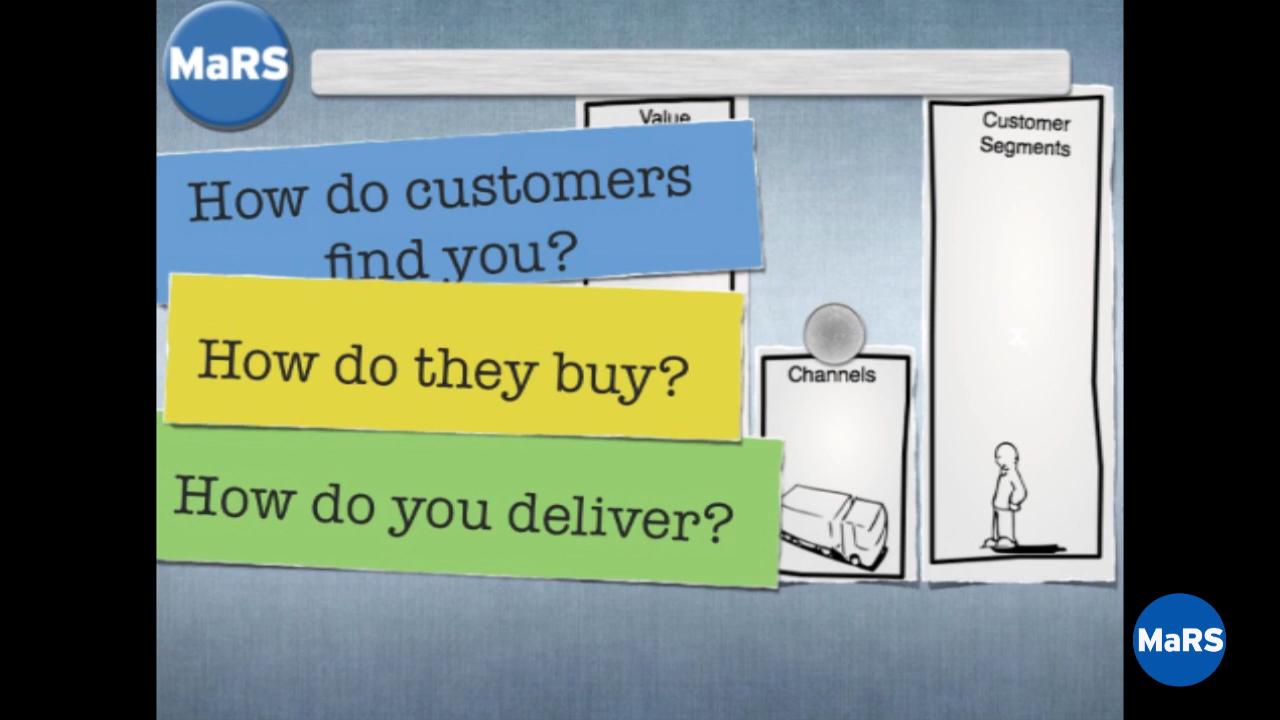 MaRS
Value
Customer
Segments
How do customers
find you?
How do they buy?
Channels
How do you deliver?
MaRS